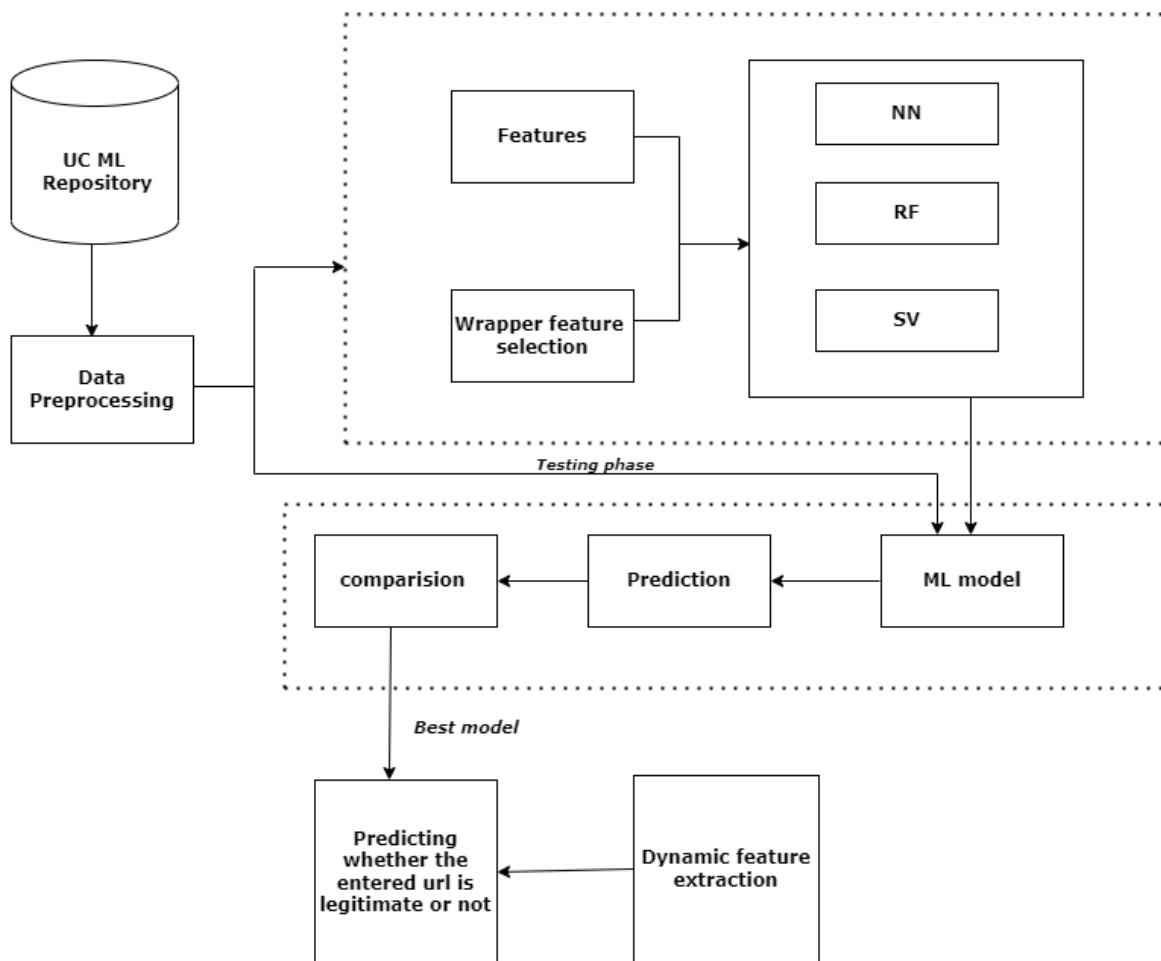 UC ML
Repository
Data
Preprocessing
Features
Wrapper feature
selection
NN
RF
SV
Testing phase
comparision
Prediction
ML model
Best model
Predicting
whether the
entered url is
legitimate or not
Dynamic feature
extraction